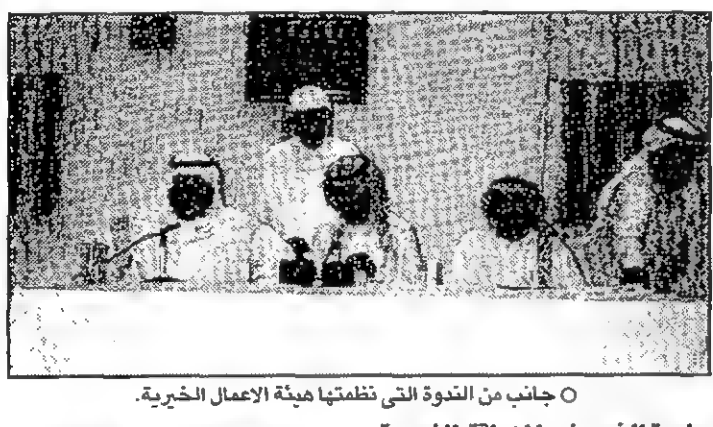 ○ جانب من الندوة التى نظمتها هيئة الاعمال الخيرية.